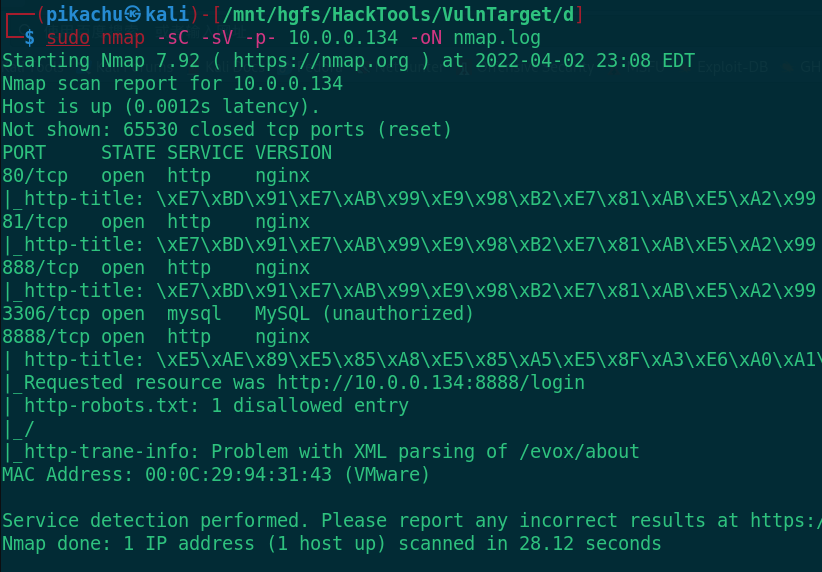 ┌──(pikachu㉿kali)-[/mnt/hgfs/HackTools/VulnTarget/d]
└─$ sudo nmap -sC -sV -p- 10.0.0.134 -oN nmap.log
Starting Nmap 7.92 ( https://nmap.org ) at 2022-04-02 23:08 EDT
Nmap scan report for 10.0.0.134
Host is up (0.0012s latency).
Not shown: 65530 closed tcp ports (reset)
PORT     STATE SERVICE VERSION
80/tcp   open  http    nginx
|_http-title: \xE7\xBD\x91\xE7\xAB\x99\xE9\x98\xB2\xE7\x81\xAB\xE5\xA2\x99
81/tcp   open  http    nginx
|_http-title: \xE7\xBD\x91\xE7\xAB\x99\xE9\x98\xB2\xE7\x81\xAB\xE5\xA2\x99
888/tcp  open  http    nginx
|_http-title: \xE7\xBD\x91\xE7\xAB\x99\xE9\x98\xB2\xE7\x81\xAB\xE5\xA2\x99
3306/tcp open  mysql   MySQL (unauthorized)
8888/tcp open  http    nginx
| http-title: \xE5\xAE\x89\xE5\x85\xA8\xE5\x85\xA5\xE5\x8F\xA3\xE6\xA0\xA1\
|_Requested resource was http://10.0.0.134:8888/login
| http-robots.txt: 1 disallowed entry
|_/
|_http-trane-info: Problem with XML parsing of /evox/about
MAC Address: 00:0C:29:94:31:43 (VMware)
Service detection performed. Please report any incorrect results at https:/
Nmap done: 1 IP address (1 host up) scanned in 28.12 seconds
Exploit-DB
GH